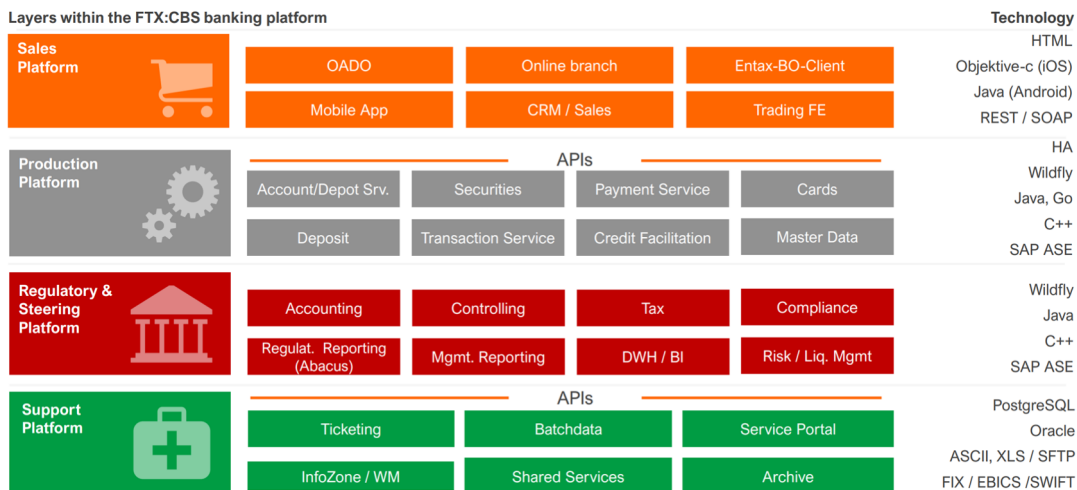 Layers within the FTX:CBS banking platform
Technology
Sales
Platform
OADO
Online branch
Entax-BO-Client
Mobile App
CRM / Sales
Trading FE
HTML
Objektive-c (iOS)
Java (Android)
REST / SOAP
Production
Platform
APIs
Account/Depot Srv.
Securities
Payment Service
Cards
Deposit
Transaction Service
Credit Facilitation
Master Data
HA
Wildfly
Java, Go
C++
SAP ASE
Regulatory &
Steering
Platform
Accounting
Controlling
Tax
Compliance
Regulat. Reporting
(Abacus)
Mgmt. Reporting
DWH / BI
Risk / Liq. Mgmt
Wildfly
Java
C++
SAP ASE
Support
Platform
APIs
Ticketing
Batchdata
Service Portal
InfoZone / WM
Shared Services
Archive
PostgreSQL
Oracle
ASCII, XLS / SFTP
FIX / EBICS /SWIFT